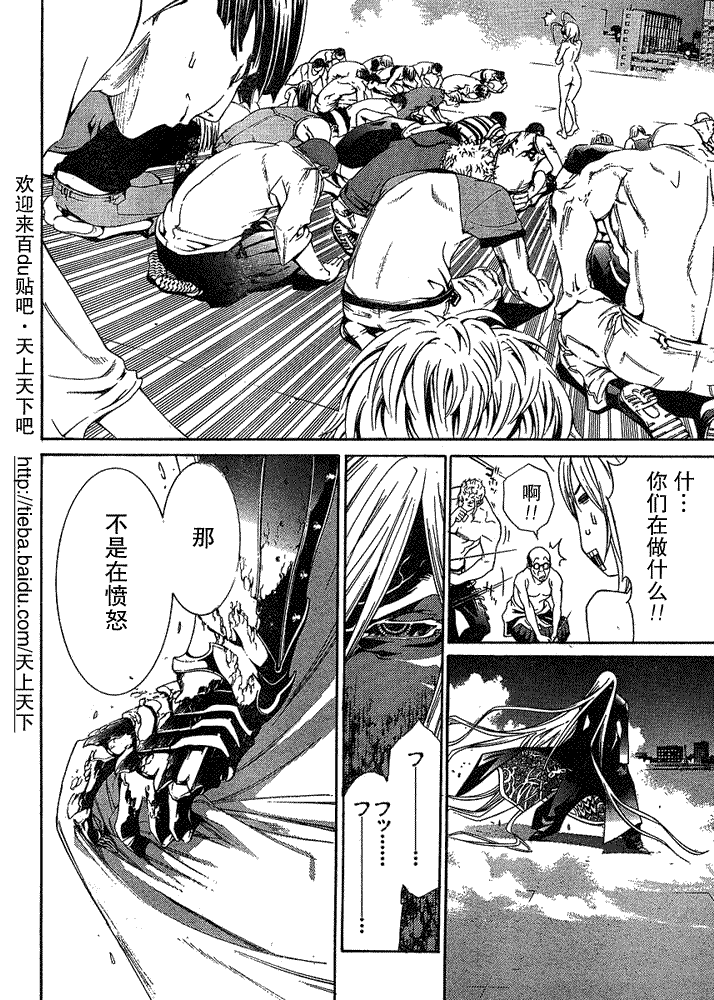 欢迎来百du贴吧・天上天下吧
http://tieba.baidu.com/天上天下
什…
你们在做什么!!
啊!!
フー……
フッ……
フー……
那
不是在愤怒